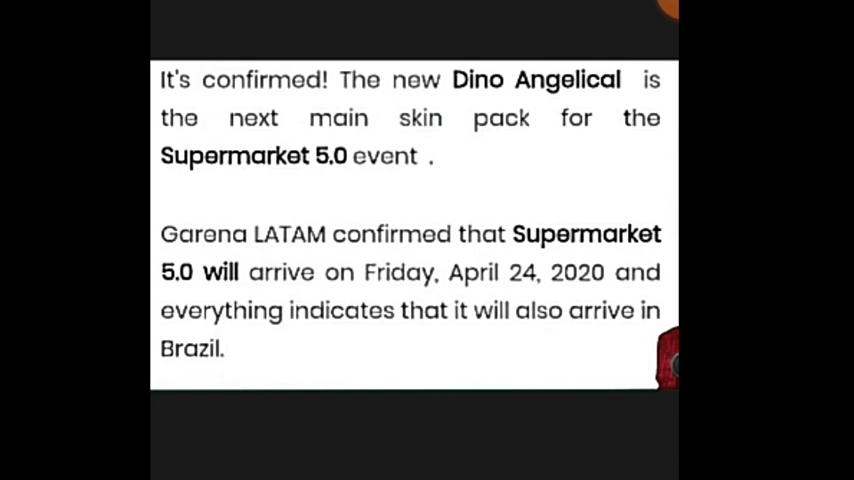 It's confirmed! The new Dino Angelical is
the next main skin pack for the
Supermarket 5.0 event .
Garena LATAM confirmed that Supermarket
5.0 will arrive on Friday, April 24, 2020 and
everything indicates that it will also arrive in
Brazil.